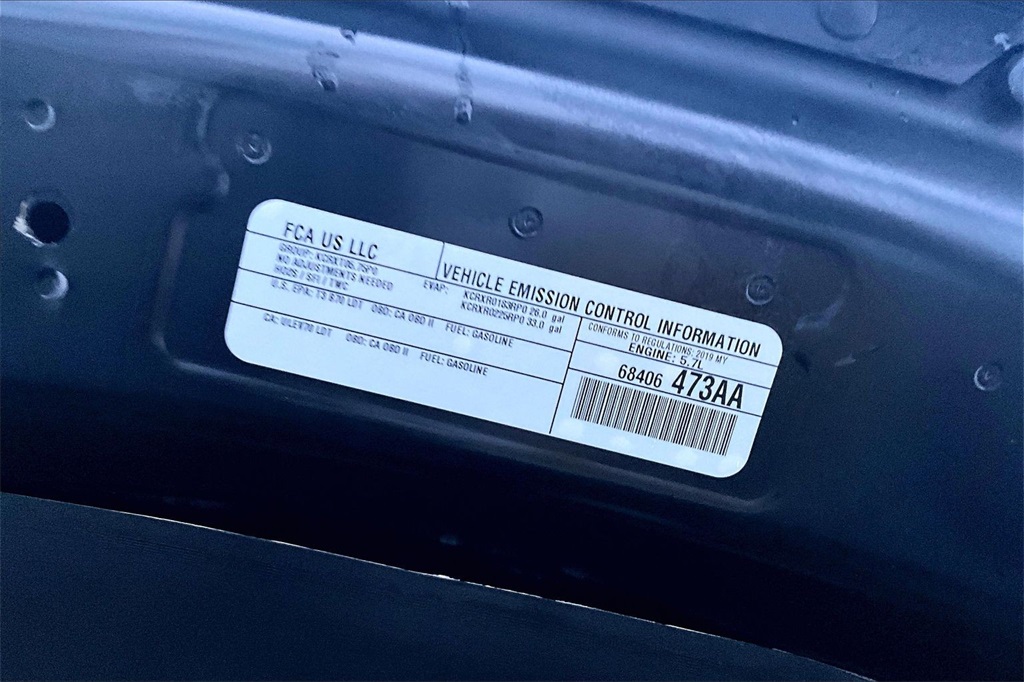 FCA US LLC
VEHICLE EMISSION CONTROL INFORMATION
GROUP: KCRXT05.75P0
NO ADJUSTMENTS NEEDED
HO2S / SFI / TWC
EVAP: KCRXR0183RP0 26.0 gal
KCRXR0225RP0 33.0 gal
CONFORMS TO REGULATIONS: 2019 MY
ENGINE: 5.7L
U.S. EPA: T3 B70 LDT OBD: CA OBD II FUEL: GASOLINE
CA: ULEV70 LDT OBD: CA OBD II FUEL: GASOLINE
68406 473AA